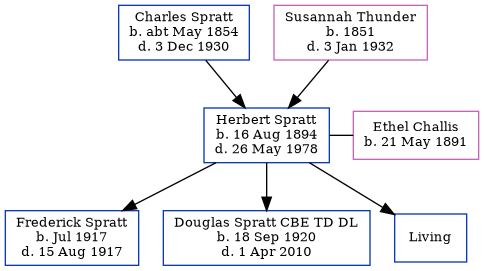 Charles Spratt
b. abt May 1854
d. 3 Dec 1930
Susannah Thunder
b. 1851
d. 3 Jan 1932
Herbert Spratt
b. 16 Aug 1894
d. 26 May 1978
Ethel Challis
b. 21 May 1891
Frederick Spratt
b. Jul 1917
d. 15 Aug 1917
Douglas Spratt CBE TD DL
b. 18 Sep 1920
d. 1 Apr 2010
Living